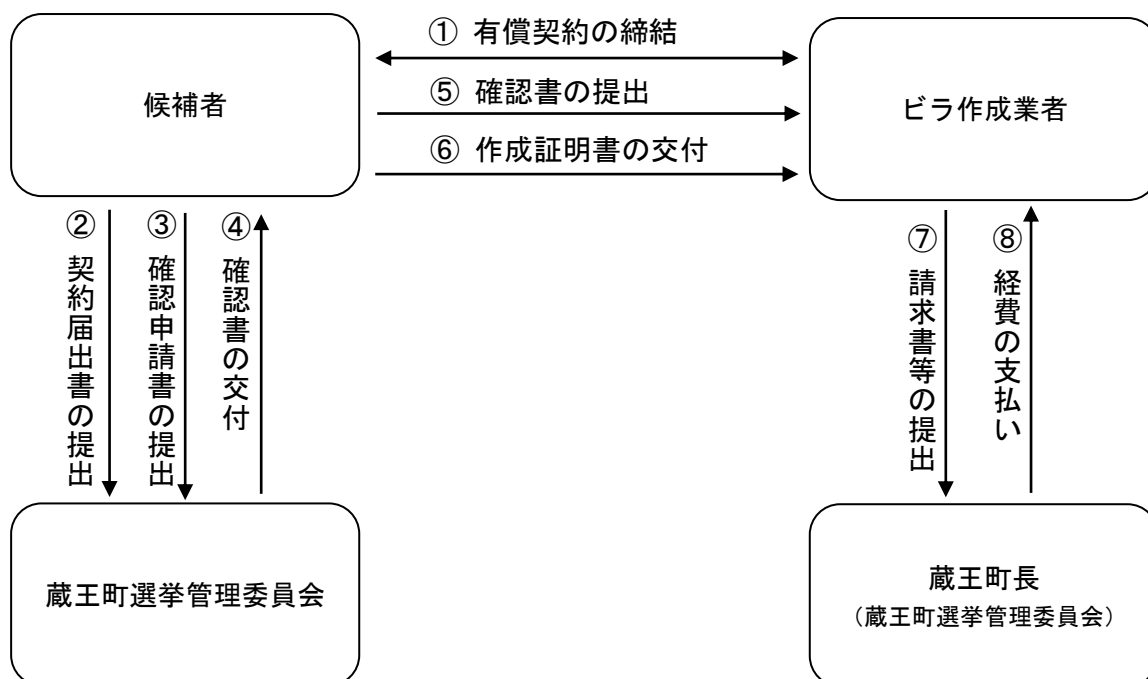 ① 有償契約の締結
候補者
⑤ 確認書の提出
ビラ作成業者
⑥ 作成証明書の交付
② 契約届出書の提出
③ 確認申請書の提出
④ 確認書の交付
⑦ 請求書等の提出
⑧ 経費の支払い
蔵王町選挙管理委員会
蔵王町長
（蔵王町選挙管理委員会）